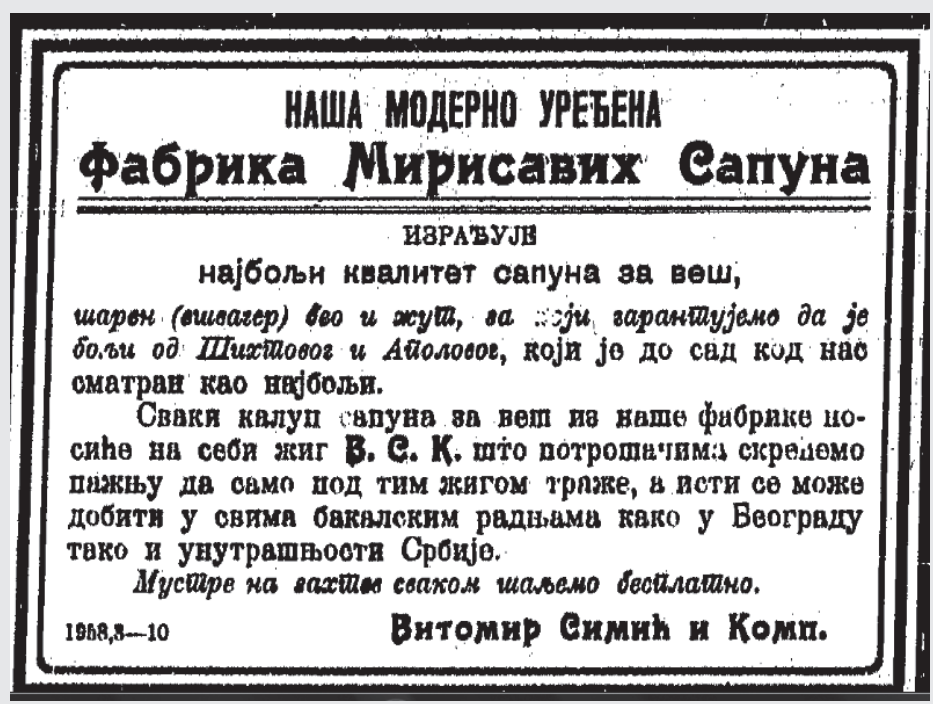 НАША МОДЕРНО УРЕЂЕНА
Фабрика Мирисавих Сапуна
ИЗРАЂУЈЕ
најбољи квалитет сапуна за веш,
шарен (ешвегер) бео и жут, за који гарантујемо да је
бољи од Шихтовог и Аполовог, који је до сад код нас
сматран као најбољи.
Сваки калуп сапуна за веш из наше фабрике но-
сиће на себи жиг В. С. К. што потрошачима скрећемо
пажњу да само под тим жигом траже, а исти се може
добити у свима бакалским радњама како у Београду
тако и унутрашњости Србије.
Мустре на захтев сваком шаљемо бесплатно.
3—10
Витомир Симић и Комп.